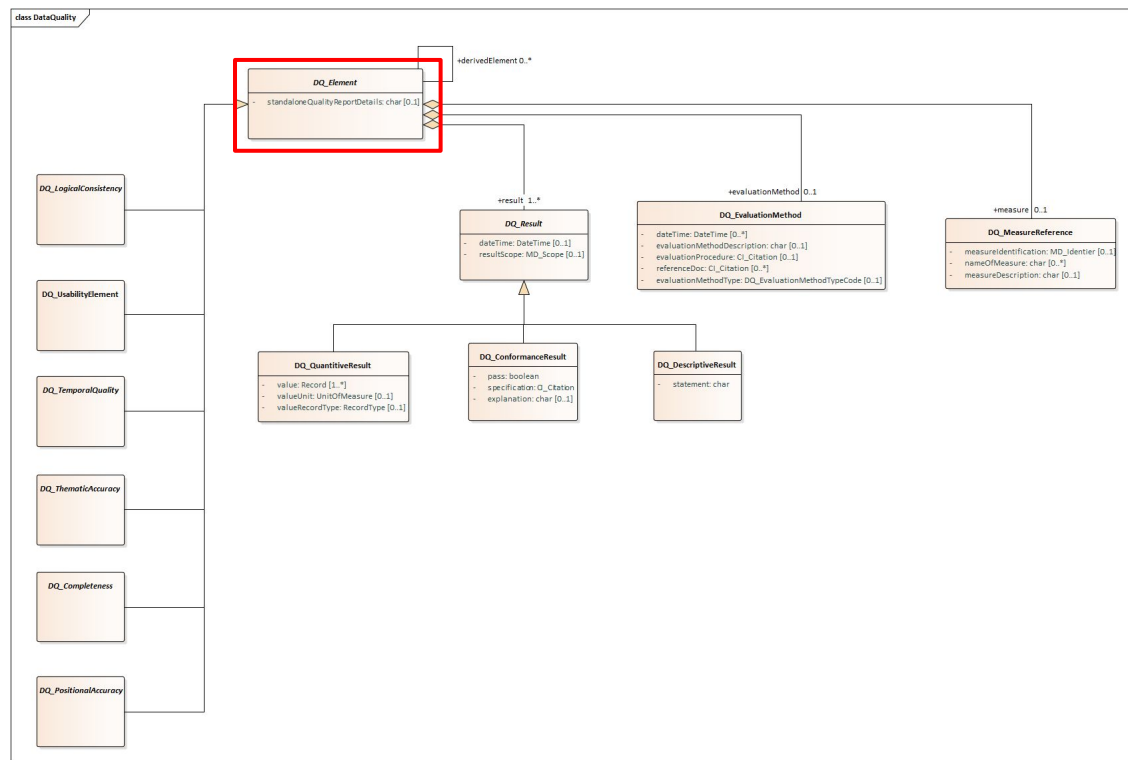 class DataQuality
+derivedElement 0..*
DQ_Element
- standaloneQualityReportDetails: char [0..1]
DQ_LogicalConsistency
DQ_UsabilityElement
DQ_TemporalQuality
DQ_ThematicAccuracy
DQ_Completeness
DQ_PositionalAccuracy
+result 1..*
DQ_Result
- dateTime: DateTime [0..1]
- resultScope: MD_Scope [0..1]
+evaluationMethod 0..1
DQ_EvaluationMethod
- dateTime: DateTime [0..*]
- evaluationMethodDescription: char [0..1]
- evaluationProcedure: CI_Citation [0..1]
- referenceDoc: CI_Citation [0..*]
- evaluationMethodType: DQ_EvaluationMethodTypeCode [0..1]
+measure 0..1
DQ_MeasureReference
- measureIdentification: MD_Identier [0..1]
- nameOfMeasure: char [0..*]
- measureDescription: char [0..1]
DQ_QuantitiveResult
- value: Record [1..*]
- valueUnit: UnitOfMeasure [0..1]
- valueRecordType: RecordType [0..1]
DQ_ConformanceResult
- pass: boolean
- specification: CI_Citation
- explanation: char [0..1]
DQ_DescriptiveResult
- statement: char